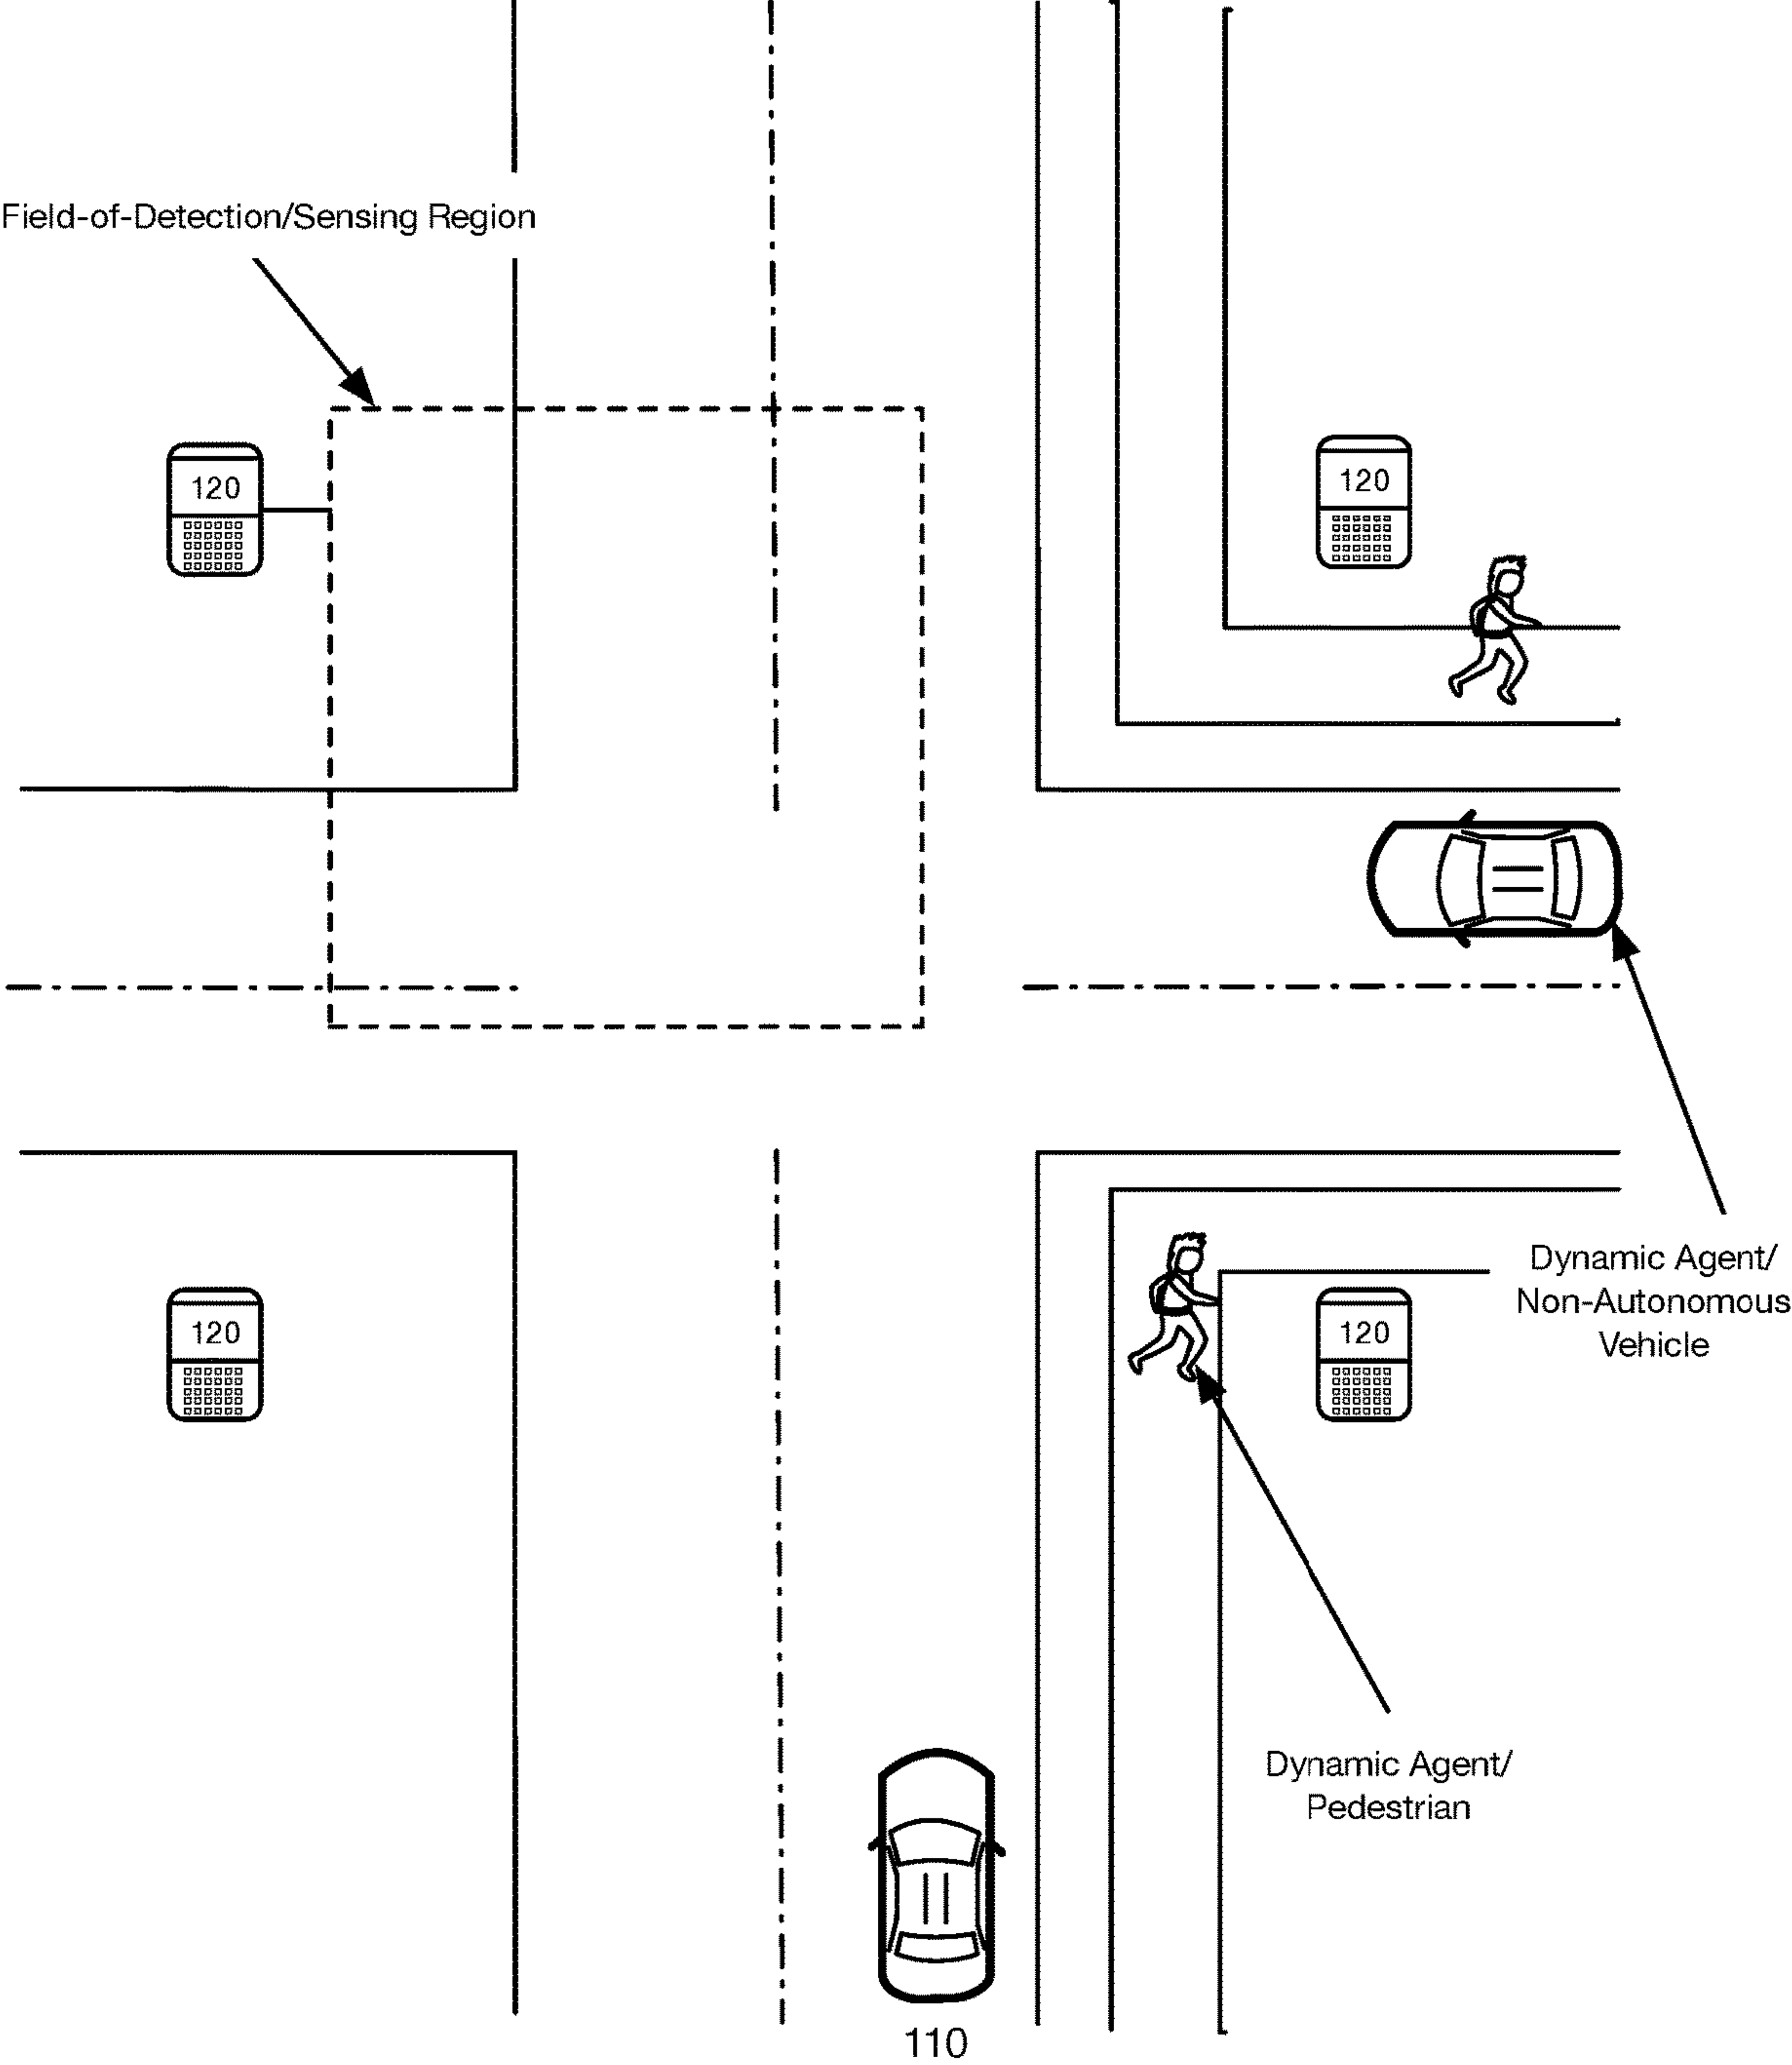 Field-of-Detection/Sensing Region
120
120
120
120
Dynamic Agent/
Non-Autonomous
Vehicle
Dynamic Agent/
Pedestrian
110